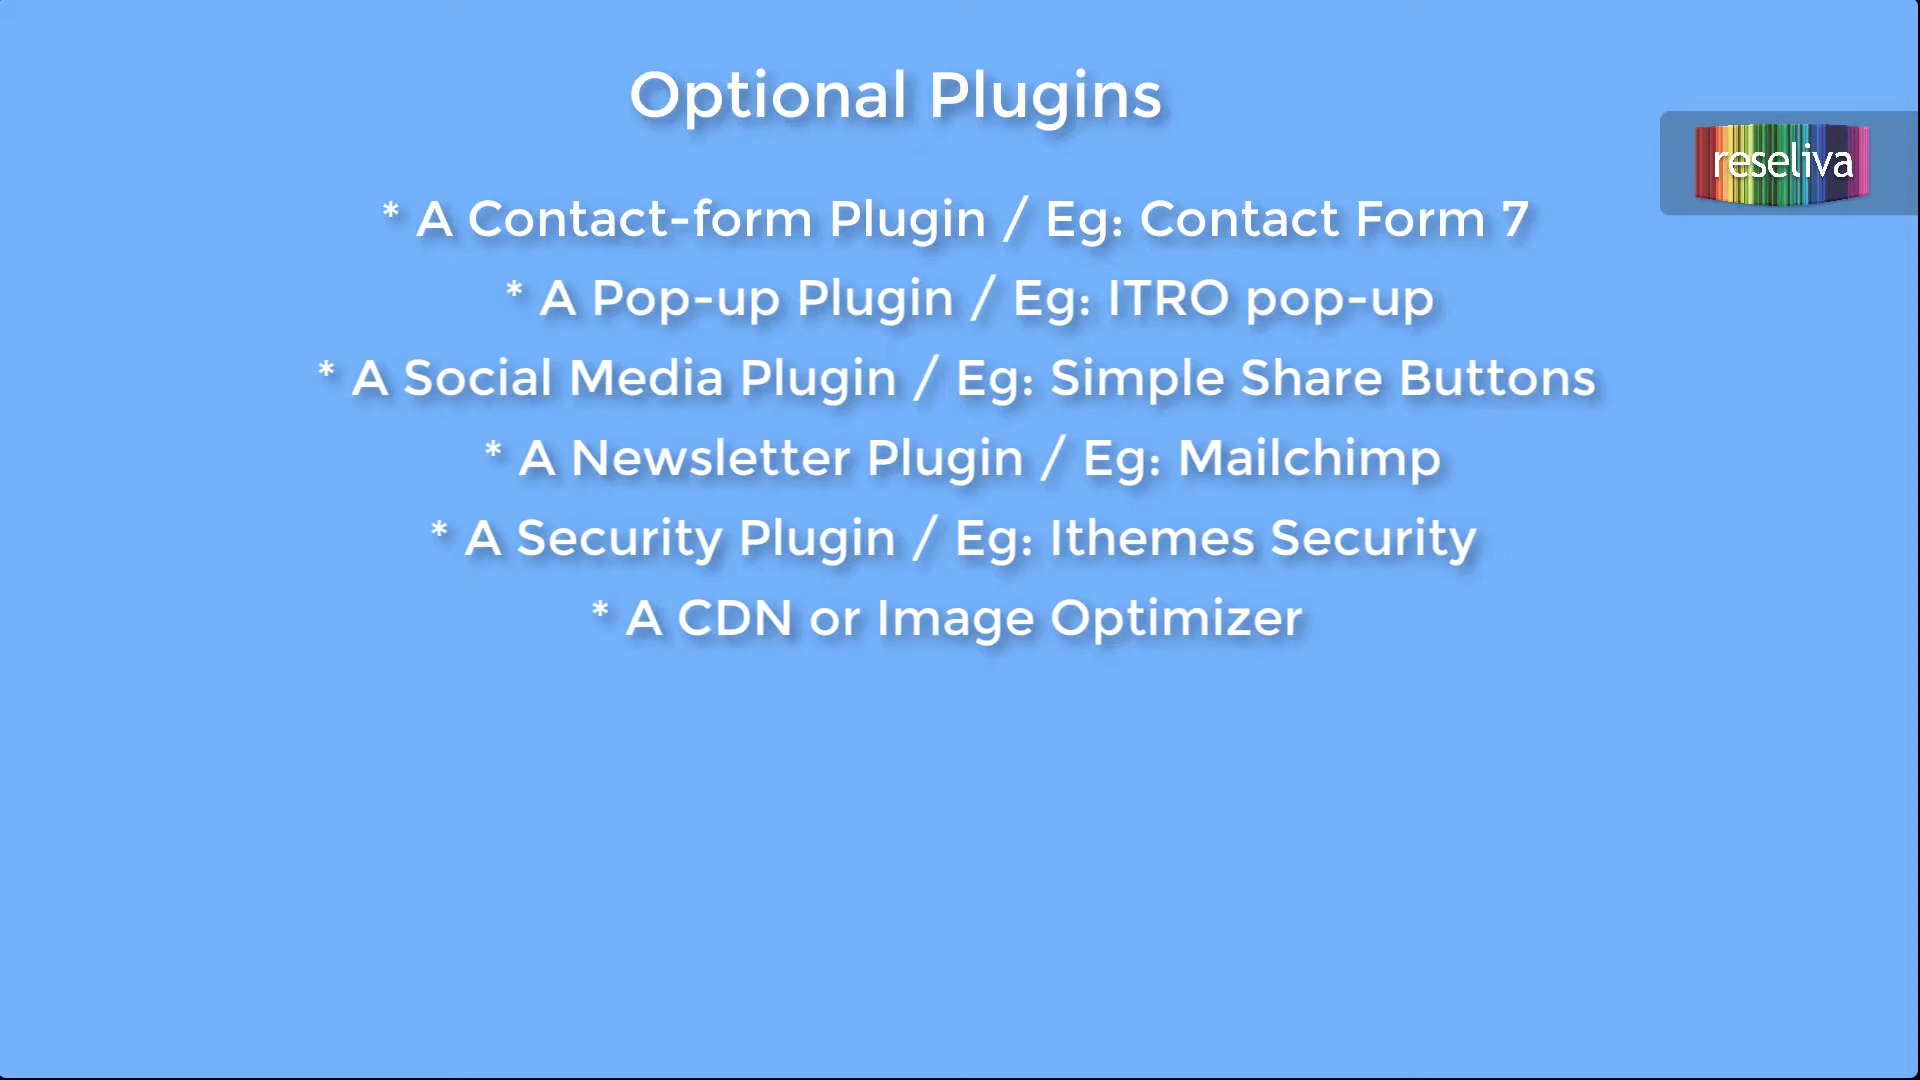 Optional Plugins
reseliva
* A Contact-form Plugin / Eg: Contact Form 7
* A Pop-up Plugin / Eg: ITRO pop-up
* A Social Media Plugin / Eg: Simple Share Buttons
* A Newsletter Plugin / Eg: Mailchimp
* A Security Plugin / Eg: Ithemes Security
* A CDN or Image Optimizer